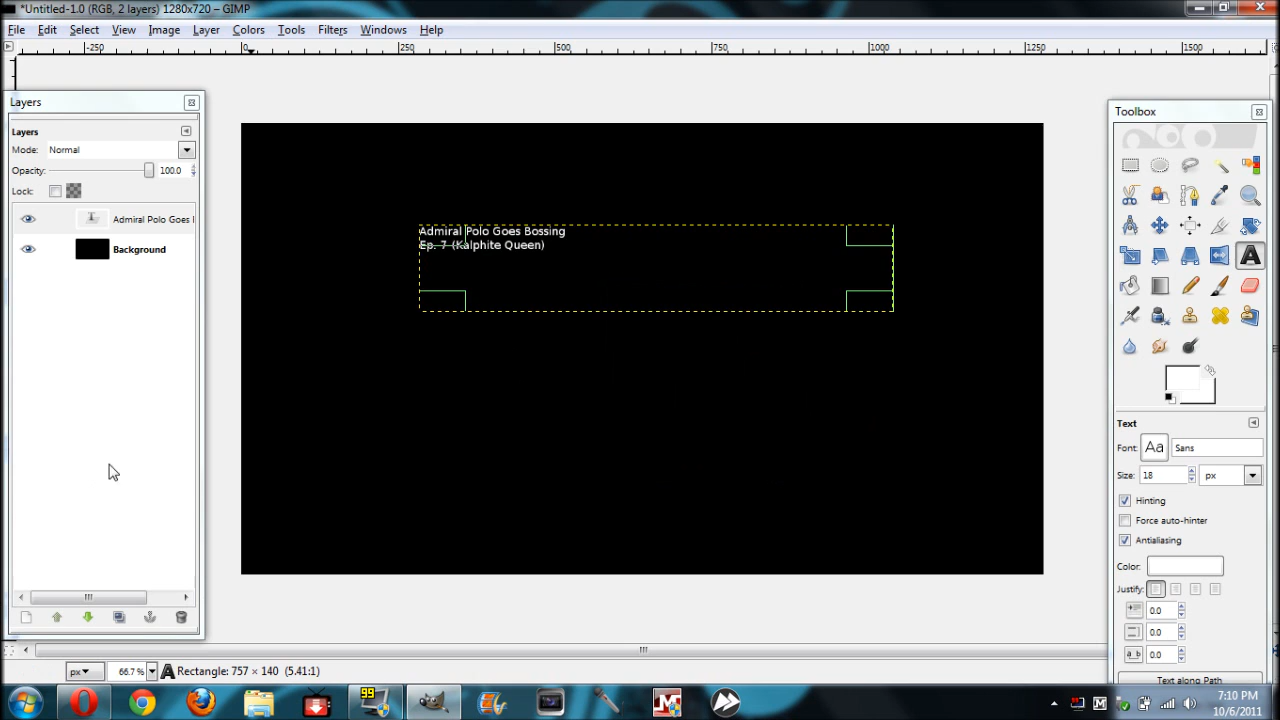 *Untitled-1.0 (RGB, 2 layers) 1280x720 – GIMP
File Edit Select View Image Layer Colors Tools Filters Windows Help
-250 0 250 500 750 1000 1250 1500
Layers
Layers
Mode: Normal
Opacity: 100.0
Lock:
Admiral Polo Goes
Background
Admiral Polo Goes Bossing
Ep. 7 (Kalphite Queen)
Toolbox
Text
Font: Aa Sans
Size: 18 px
Hinting
Force auto-hinter
Antialiasing
Color:
Justify:
0.0
0.0
0.0
Text along Path
px 66.7 % Rectangle: 757 × 140 (5.41:1)
99
7:10 PM
10/6/2011